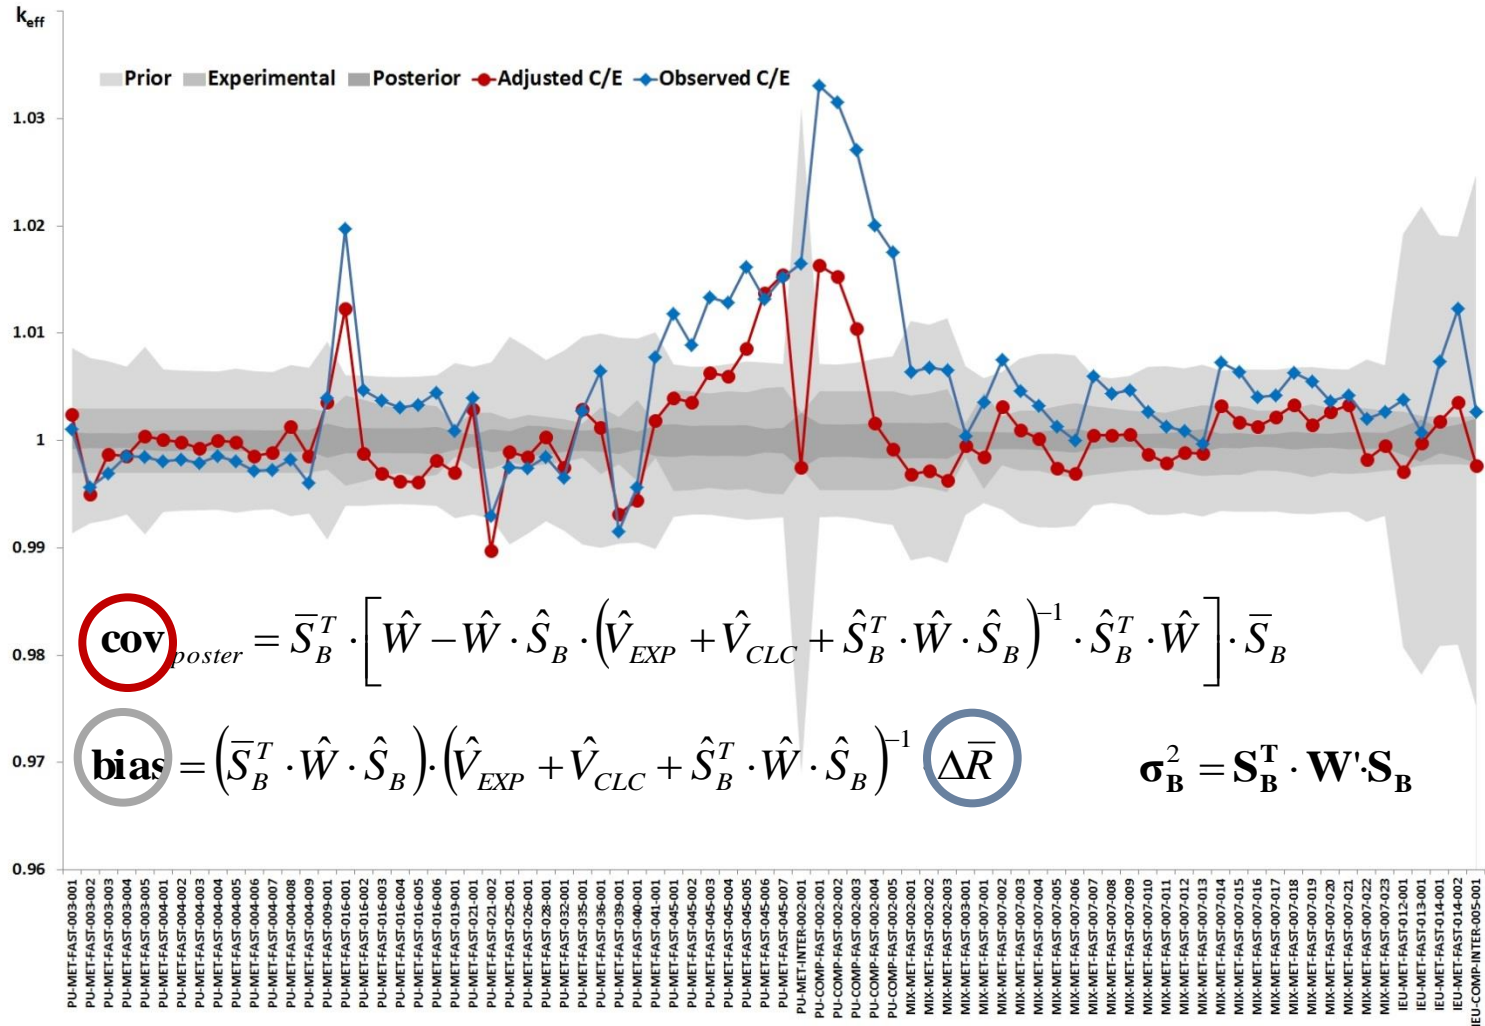 k_eff
Prior Experimental Posterior Adjusted C/E Observed C/E
1.03
1.02
1.01
1
0.99
0.98
0.97
0.96
cov_poster = S̄_B^T · [Ŵ − Ŵ · Ŝ_B · (V̂_EXP + V̂_CLC + Ŝ_B^T · Ŵ · Ŝ_B)^−1 · Ŝ_B^T · Ŵ] · S̄_B
bias = (S̄_B^T · Ŵ · Ŝ_B) · (V̂_EXP + V̂_CLC + Ŝ_B^T · Ŵ · Ŝ_B)^−1 ΔR̄
σ_B^2 = S_B^T · W'·S_B
PU-MET-FAST-003-001
PU-MET-FAST-003-002
PU-MET-FAST-003-003
PU-MET-FAST-003-004
PU-MET-FAST-003-005
PU-MET-FAST-004-001
PU-MET-FAST-004-002
PU-MET-FAST-004-003
PU-MET-FAST-004-004
PU-MET-FAST-004-005
PU-MET-FAST-004-006
PU-MET-FAST-004-007
PU-MET-FAST-004-008
PU-MET-FAST-004-009
PU-MET-FAST-009-001
PU-MET-FAST-016-001
PU-MET-FAST-016-002
PU-MET-FAST-016-003
PU-MET-FAST-016-004
PU-MET-FAST-016-005
PU-MET-FAST-016-006
PU-MET-FAST-019-001
PU-MET-FAST-021-001
PU-MET-FAST-021-002
PU-MET-FAST-025-001
PU-MET-FAST-026-001
PU-MET-FAST-028-001
PU-MET-FAST-032-001
PU-MET-FAST-035-001
PU-MET-FAST-036-001
PU-MET-FAST-039-001
PU-MET-FAST-040-001
PU-MET-FAST-041-001
PU-MET-FAST-045-001
PU-MET-FAST-045-002
PU-MET-FAST-045-003
PU-MET-FAST-045-004
PU-MET-FAST-045-005
PU-MET-FAST-045-006
PU-MET-FAST-045-007
PU-MET-INTER-002-001
PU-COMP-FAST-002-001
PU-COMP-FAST-002-002
PU-COMP-FAST-002-003
PU-COMP-FAST-002-004
PU-COMP-FAST-002-005
MIX-MET-FAST-001-001
MIX-MET-FAST-002-002
MIX-MET-FAST-002-003
MIX-MET-FAST-003-001
MIX-MET-FAST-007-001
MIX-MET-FAST-007-002
MIX-MET-FAST-007-003
MIX-MET-FAST-007-004
MIX-MET-FAST-007-005
MIX-MET-FAST-007-006
MIX-MET-FAST-007-007
MIX-MET-FAST-007-008
MIX-MET-FAST-007-009
MIX-MET-FAST-007-010
MIX-MET-FAST-007-011
MIX-MET-FAST-007-012
MIX-MET-FAST-007-013
MIX-MET-FAST-007-014
MIX-MET-FAST-007-015
MIX-MET-FAST-007-016
MIX-MET-FAST-007-017
MIX-MET-FAST-007-018
MIX-MET-FAST-007-019
MIX-MET-FAST-007-020
MIX-MET-FAST-007-021
MIX-MET-FAST-007-022
MIX-MET-FAST-007-023
IEU-MET-FAST-012-001
IEU-MET-FAST-013-001
IEU-MET-FAST-014-001
IEU-MET-FAST-014-002
IEU-COMP-INTER-005-001